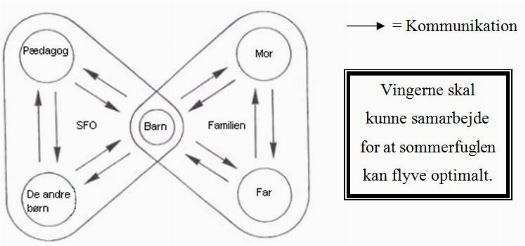 Pædagog
Mor
SFO
Barn
Familien
De andre
børn
Far
= Kommunikation
Vingerne skal
kunne samarbejde
for at sommerfuglen
kan flyve optimalt.